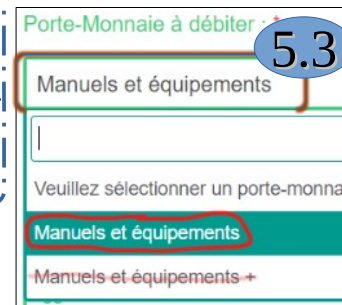 Porte-Monnaie à débiter : *
5.3
Manuels et équipements
Veuillez sélectionner un porte-monna
Manuels et équipements
Manuels et équipements +